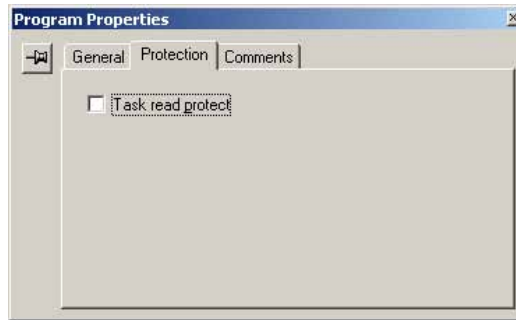 Program Properties
General Protection Comments
Task read protect